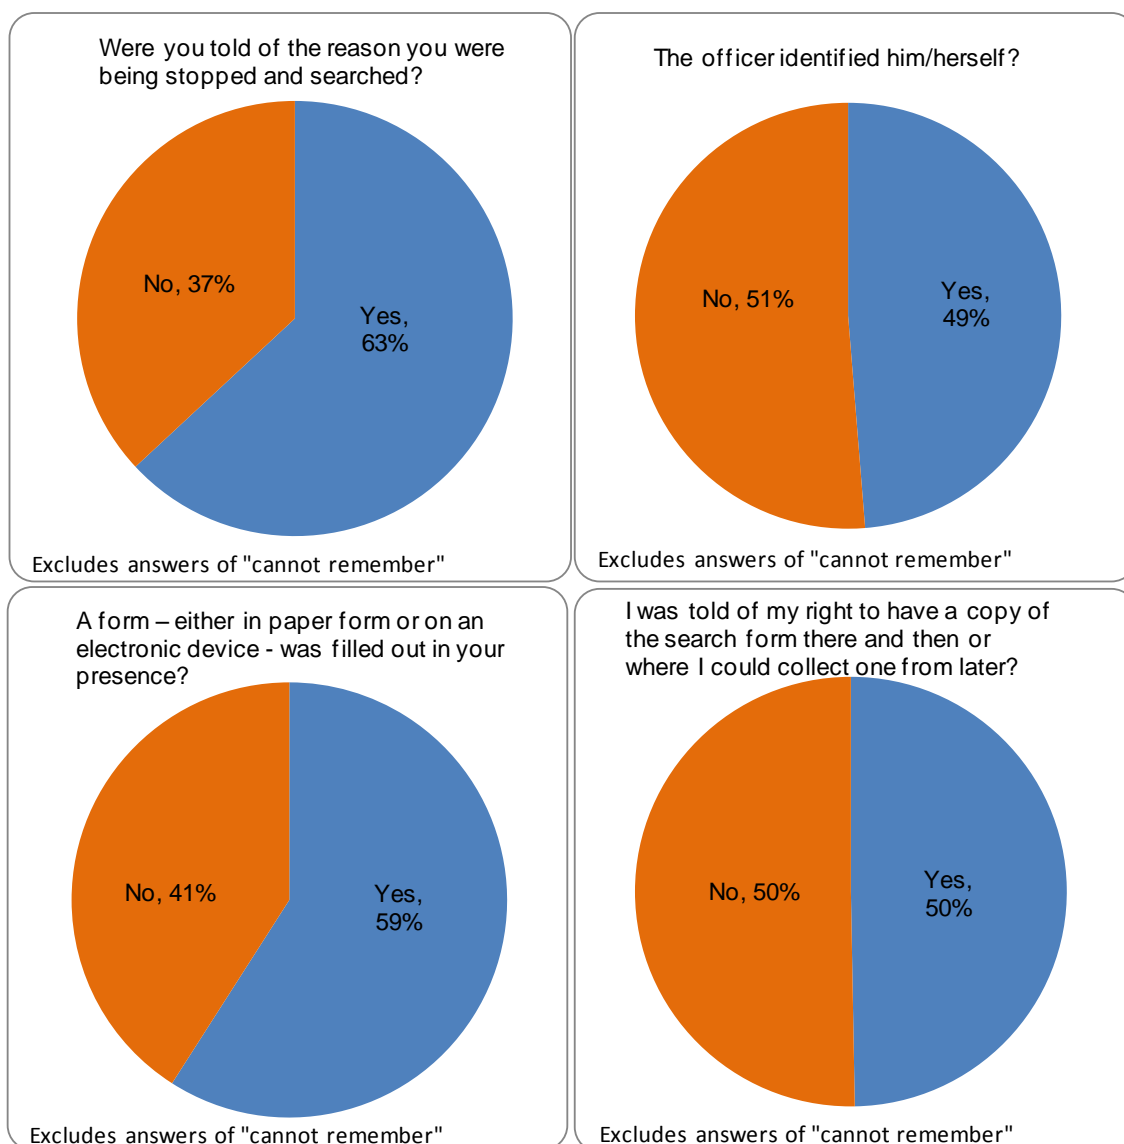 Were you told of the reason you were
being stopped and searched?
No, 37%
Yes,
63%
Excludes answers of "cannot remember"
The officer identified him/herself?
No, 51%
Yes,
49%
Excludes answers of "cannot remember"
A form – either in paper form or on an
electronic device - was filled out in your
presence?
No, 41%
Yes,
59%
Excludes answers of "cannot remember"
I was told of my right to have a copy of
the search form there and then or
where I could collect one from later?
No, 50%
Yes,
50%
Excludes answers of "cannot remember"